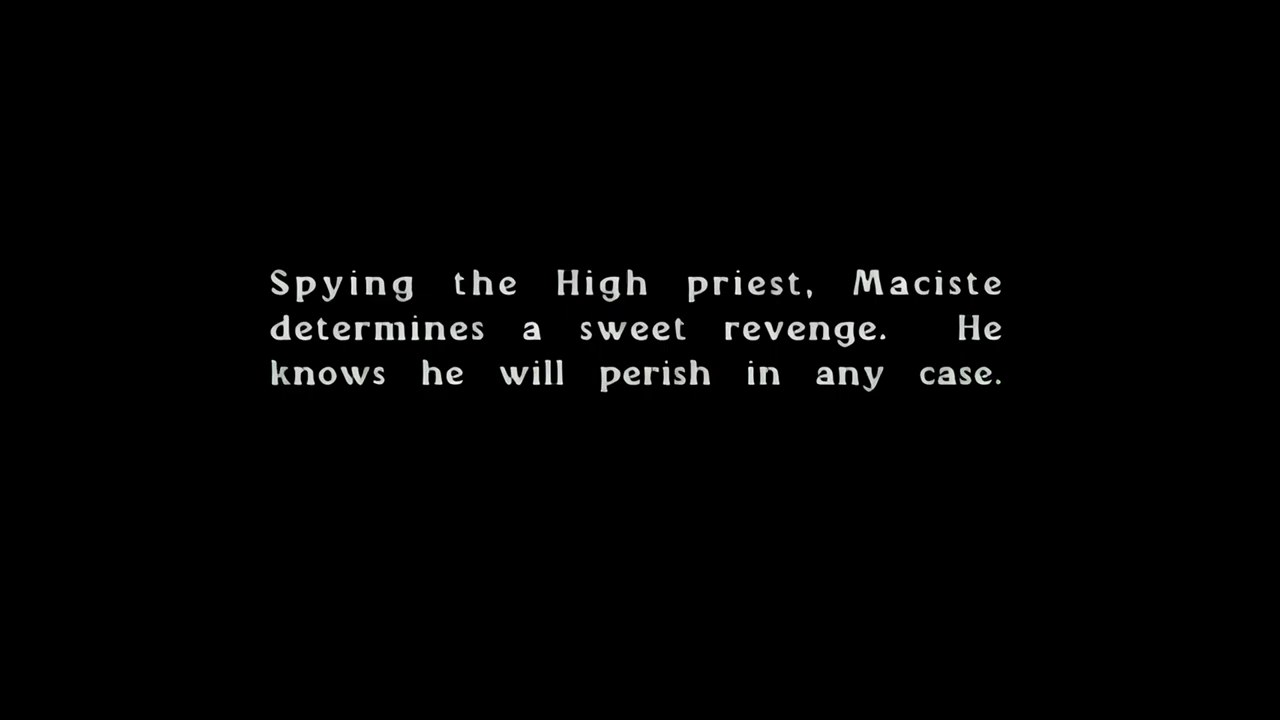 Spying the High priest, Maciste
determines a sweet revenge. He
knows he will perish in any case.